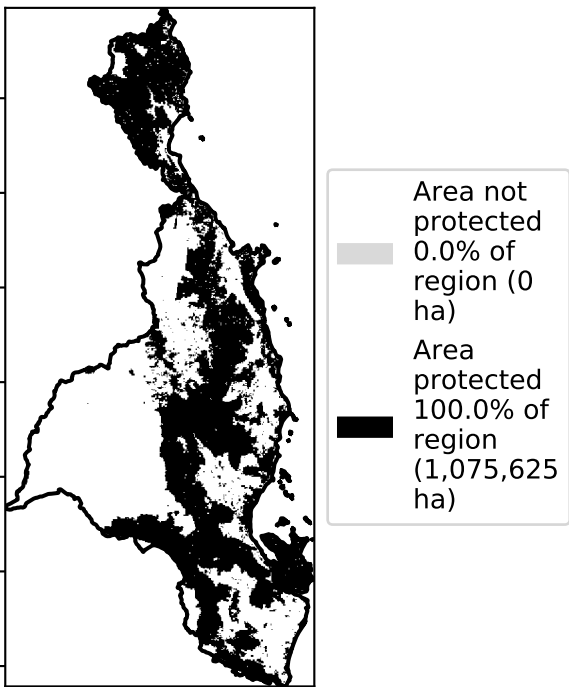 Area not
protected
0.0% of
region (0
ha)
Area
protected
100.0% of
region
(1,075,625
ha)